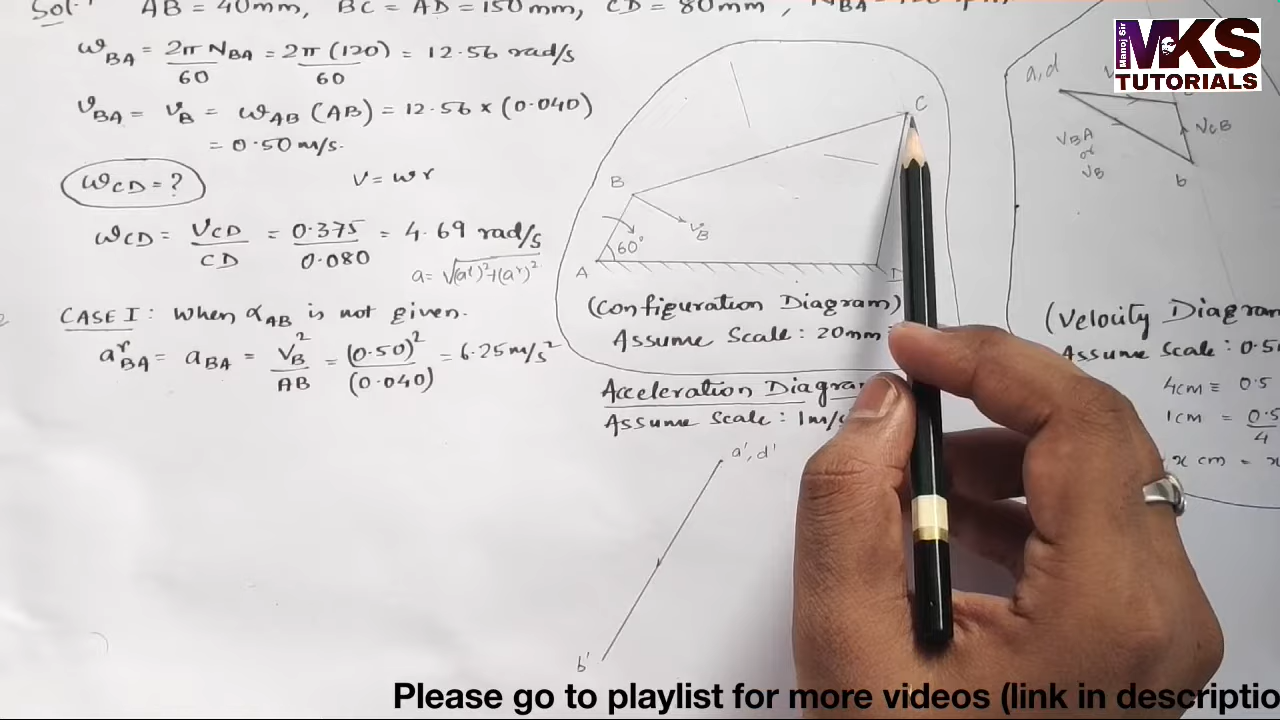 Sol:
AB = 40mm, BC = AD = 150mm, CD = 80mm,
ωBA = 2πNBA/60 = 2π(120)/60 = 12.56 rad/s
vBA = vB = ωAB (AB) = 12.56 × (0.040)
= 0.50 m/s.
ωCD = ?
V = ωr
ωCD = VCD/CD = 0.375/0.080 = 4.69 rad/s
a = √(aᵗ)²+(aʳ)²
CASE I: when αAB is not given.
aʳBA = aBA = VB²/AB = (0.50)²/(0.040) = 6.25 m/s²
B
C
VB
60°
A
(Configuration Diagram)
Assume Scale: 20mm
Acceleration Diagram
Assume Scale: 1m/s
a', d'
b'
a, d
VBA
or
VB
VCB
b
(Velocity Diagram
Assume Scale: 0.5
4cm ≡ 0.5
1cm = 0.5/4
x cm = x
Manoj Sir
MKS
TUTORIALS
Please go to playlist for more videos (link in descriptio